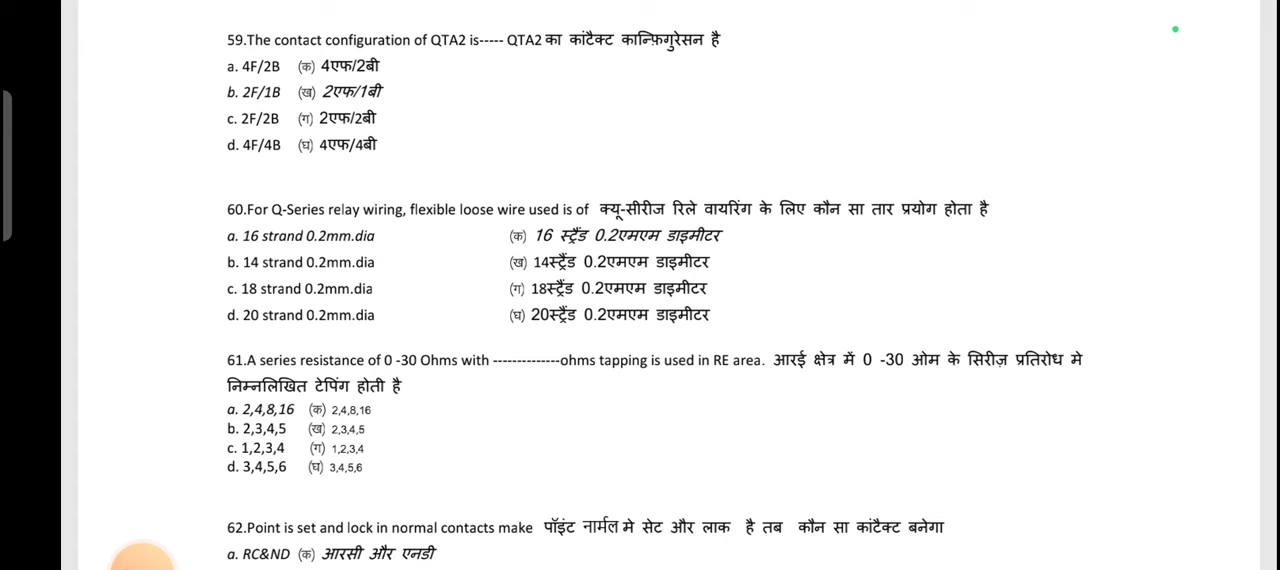 59.The contact configuration of QTA2 is----- QTA2 का कांटैक्ट कान्फ़िगुरेसन है
a. 4F/2B (क) 4एफ/2बी
b. 2F/1B (ख) 2एफ/1बी
c. 2F/2B (ग) 2एफ/2बी
d. 4F/4B (घ) 4एफ/4बी
60.For Q-Series relay wiring, flexible loose wire used is of क्यू-सीरीज रिले वायरिंग के लिए कौन सा तार प्रयोग होता है
a. 16 strand 0.2mm.dia (क) 16 स्ट्रैंड 0.2एमएम डाइमीटर
b. 14 strand 0.2mm.dia (ख) 14स्ट्रैंड 0.2एमएम डाइमीटर
c. 18 strand 0.2mm.dia (ग) 18स्ट्रैंड 0.2एमएम डाइमीटर
d. 20 strand 0.2mm.dia (घ) 20स्ट्रैंड 0.2एमएम डाइमीटर
61.A series resistance of 0 -30 Ohms with --------------ohms tapping is used in RE area. आरई क्षेत्र में 0 -30 ओम के सिरीज़ प्रतिरोध मे
निम्नलिखित टेपिंग होती है
a. 2,4,8,16 (क) 2,4,8,16
b. 2,3,4,5 (ख) 2,3,4,5
c. 1,2,3,4 (ग) 1,2,3,4
d. 3,4,5,6 (घ) 3,4,5,6
62.Point is set and lock in normal contacts make पॉइंट नार्मल मे सेट और लाक है तब कौन सा कांटैक्ट बनेगा
a. RC&ND (क) आरसी और एनडी